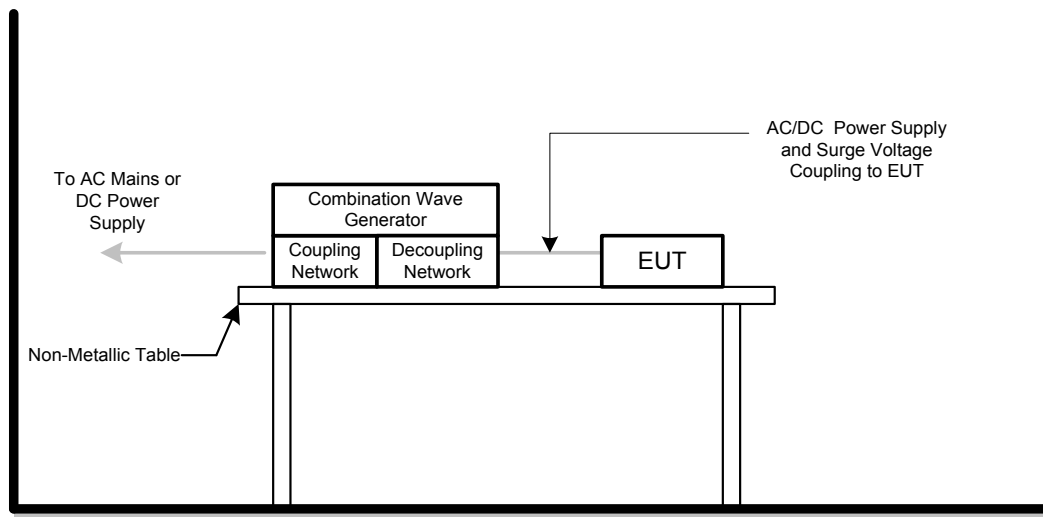 AC/DC Power Supply
and Surge Voltage
Coupling to EUT
To AC Mains or
DC Power
Supply
Combination Wave
Generator
Coupling
Network
Decoupling
Network
EUT
Non-Metallic Table